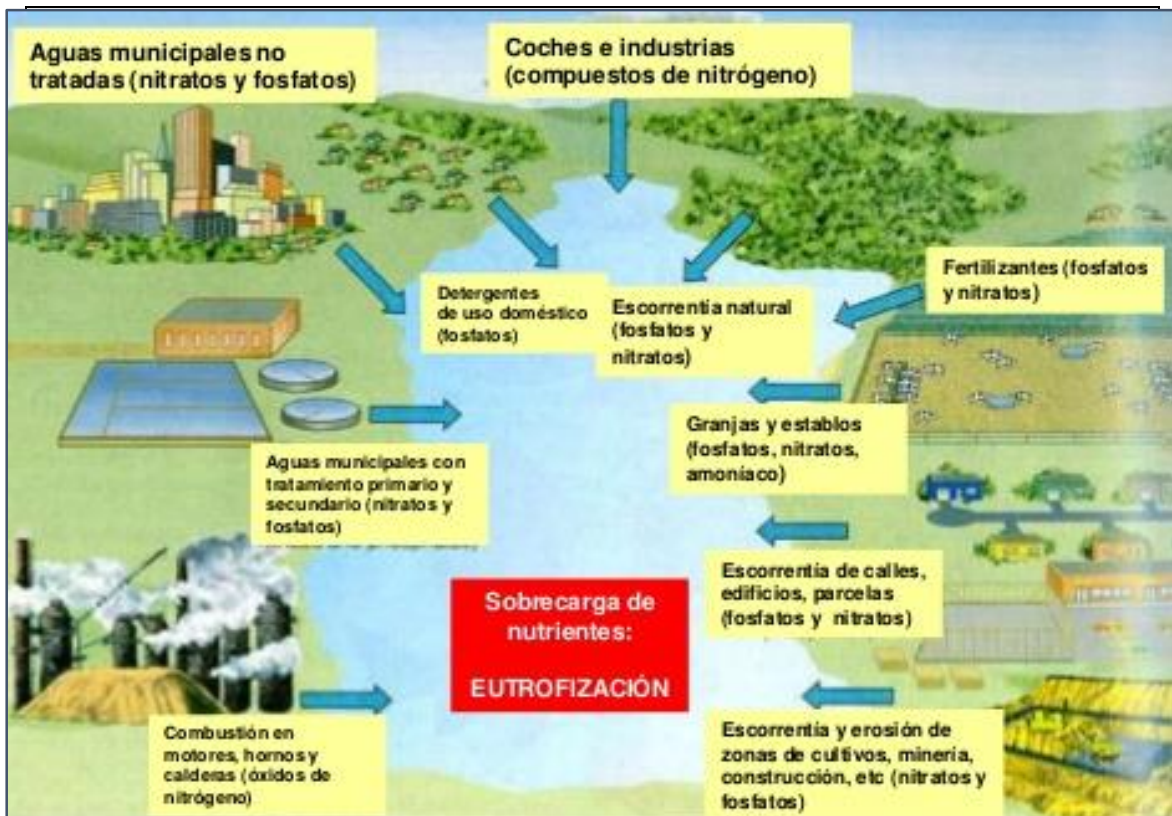 Aguas municipales no
tratadas (nitratos y fosfatos)
Coches e industrias
(compuestos de nitrógeno)
Fertilizantes (fosfatos
y nitratos)
Detergentes
de uso doméstico
(fosfatos)
Escorrentía natural
(fosfatos y
nitratos)
Granjas y establos
(fosfatos, nitratos,
amoníaco)
Aguas municipales con
tratamiento primario y
secundario (nitratos y
fosfatos)
Escorrentía de calles,
edificios, parcelas
(fosfatos y nitratos)
Sobrecarga de
nutrientes:
EUTROFIZACIÓN
Combustión en
motores, hornos y
calderas (óxidos de
nitrógeno)
Escorrentía y erosión de
zonas de cultivos, minería,
construcción, etc (nitratos y
fosfatos)